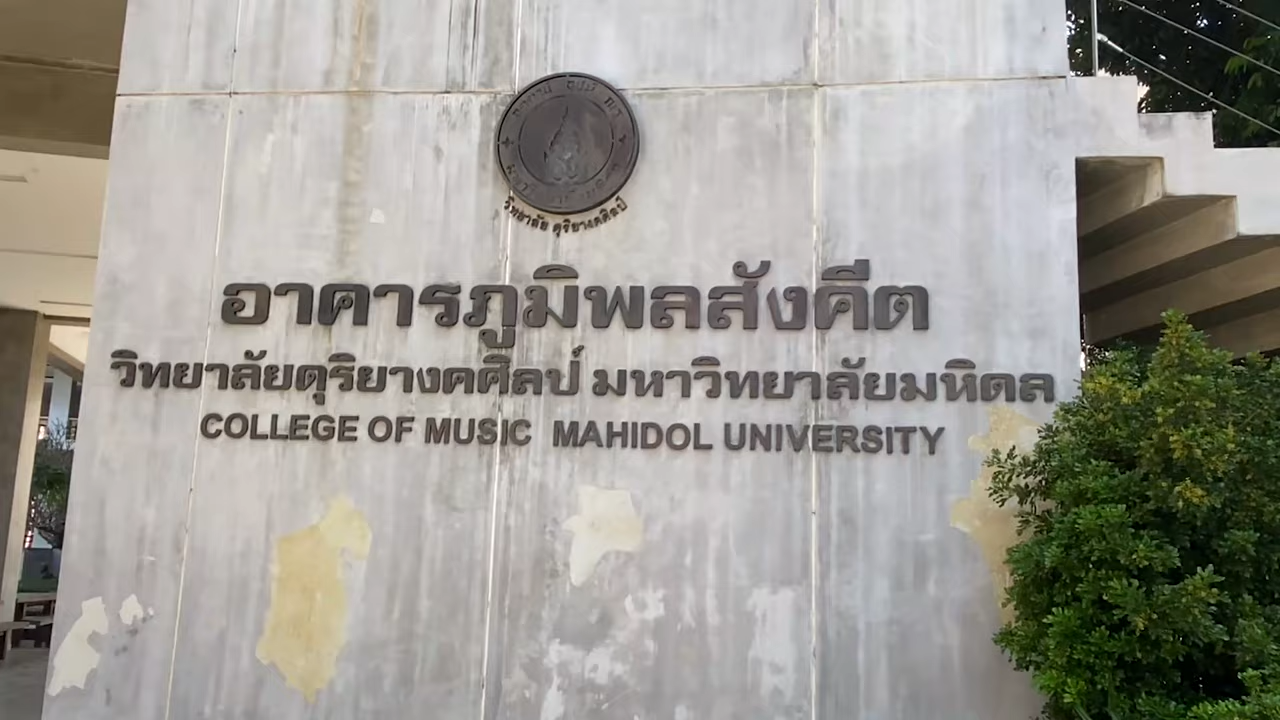 วิทยาลัย ดุริยางคศิลป์
อาคารภูมิพลสังคีต
วิทยาลัยดุริยางคศิลป์ มหาวิทยาลัยมหิดล
COLLEGE OF MUSIC MAHIDOL UNIVERSITY